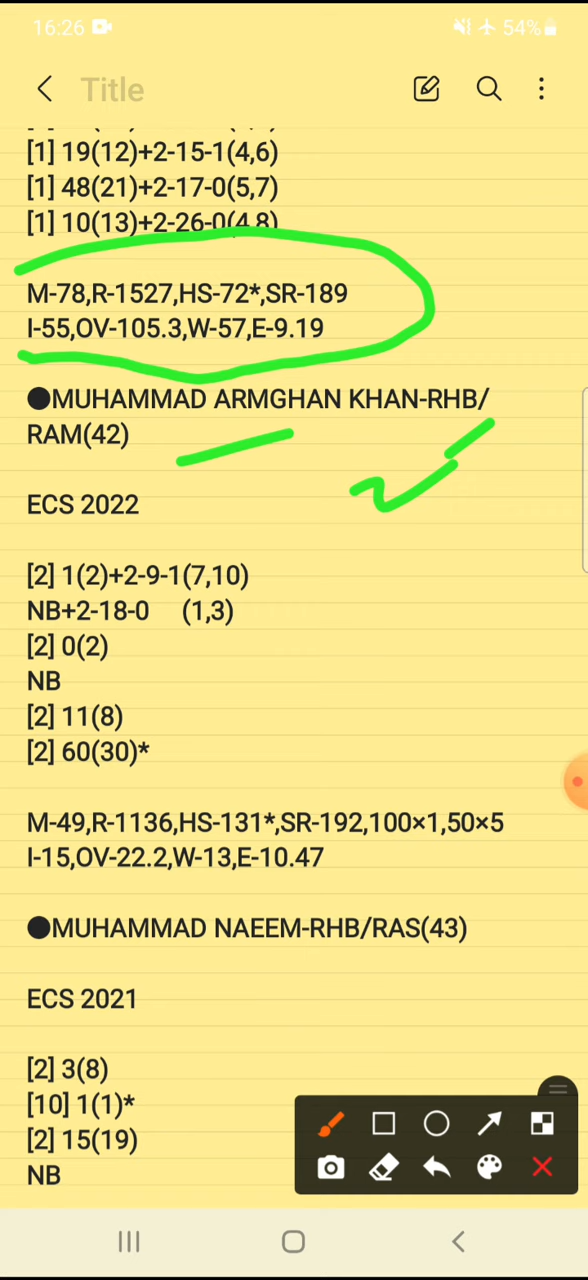 16:26
54%
Title
[1] 19(12)+2-15-1(4,6)
[1] 48(21)+2-17-0(5,7)
[1] 10(13)+2-26-0(4,8)
M-78,R-1527,HS-72*,SR-189
I-55,OV-105.3,W-57,E-9.19
●MUHAMMAD ARMGHAN KHAN-RHB/
RAM(42)
ECS 2022
[2] 1(2)+2-9-1(7,10)
NB+2-18-0 (1,3)
[2] 0(2)
NB
[2] 11(8)
[2] 60(30)*
M-49,R-1136,HS-131*,SR-192,100×1,50×5
I-15,OV-22.2,W-13,E-10.47
●MUHAMMAD NAEEM-RHB/RAS(43)
ECS 2021
[2] 3(8)
[10] 1(1)*
[2] 15(19)
NB